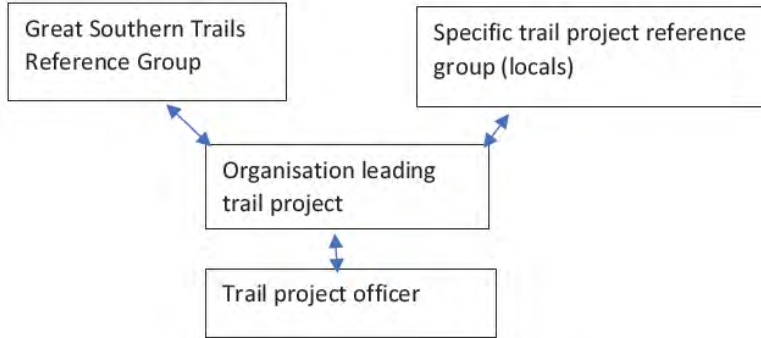 Great Southern Trails
Reference Group
Specific trail project reference
group (locals)
Organisation leading
trail project
Trail project officer